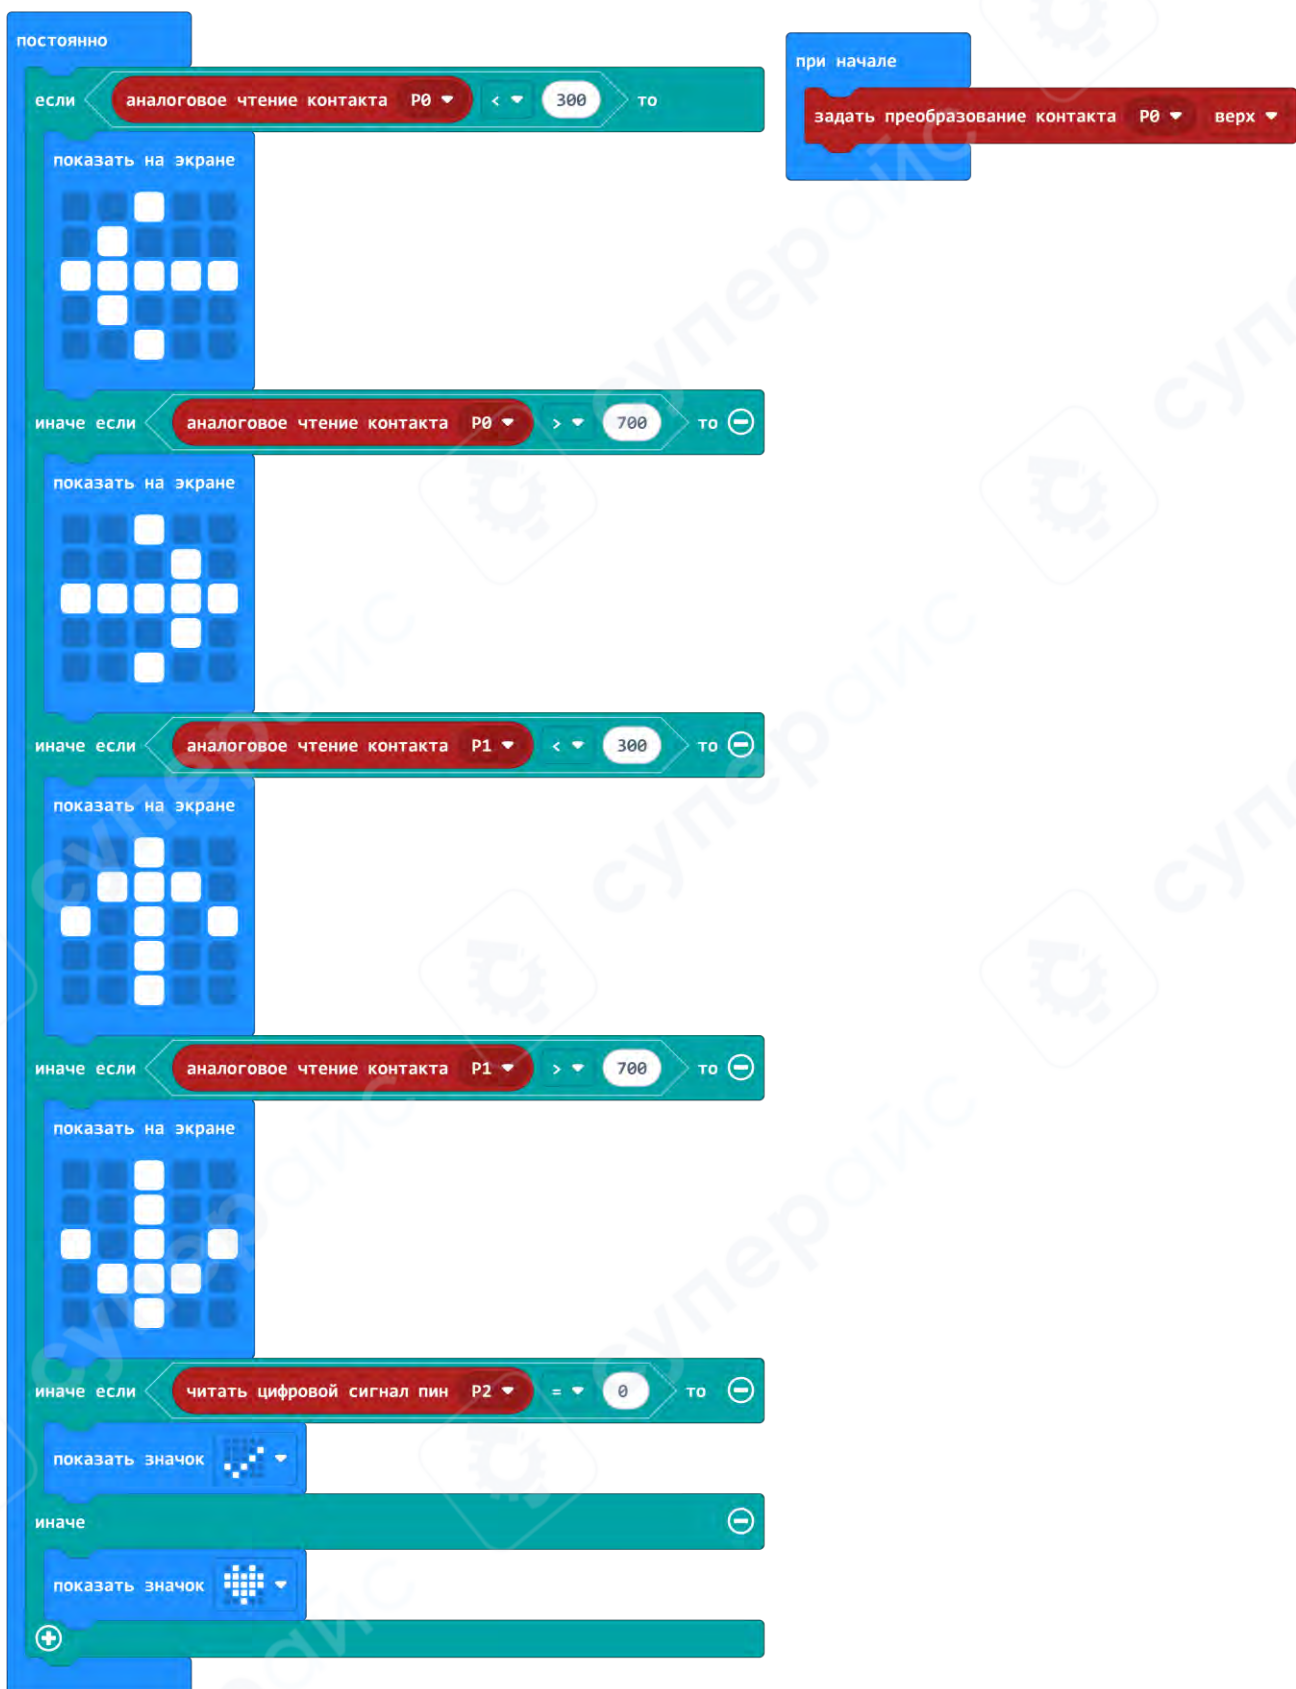 постоянно
если аналоговое чтение контакта P0 < 300 то
показать на экране
иначе если аналоговое чтение контакта P0 > 700 то
показать на экране
иначе если аналоговое чтение контакта P1 < 300 то
показать на экране
иначе если аналоговое чтение контакта P1 > 700 то
показать на экране
иначе если читать цифровой сигнал пин P2 = 0 то
показать значок
иначе
показать значок
при начале
задать преобразование контакта P0 верх
суперайс